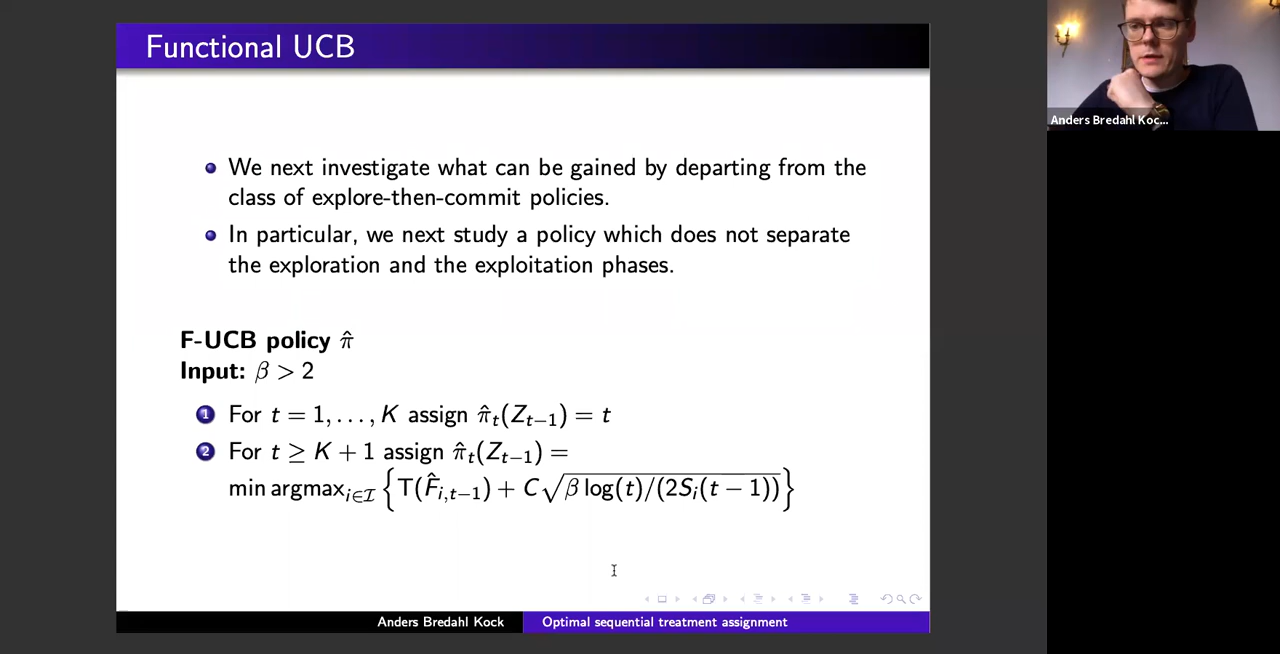 Functional UCB
We next investigate what can be gained by departing from the
class of explore-then-commit policies.
In particular, we next study a policy which does not separate
the exploration and the exploitation phases.
F-UCB policy π̂
Input: β > 2
1 For t = 1, . . . , K assign π̂_t(Z_{t−1}) = t
2 For t ≥ K + 1 assign π̂_t(Z_{t−1}) =
min argmax_{i∈𝓘} {T(F̂_{i,t−1}) + C√(β log(t)/(2S_i(t − 1)))}
Anders Bredahl Kock
Optimal sequential treatment assignment
Anders Bredahl Koc...